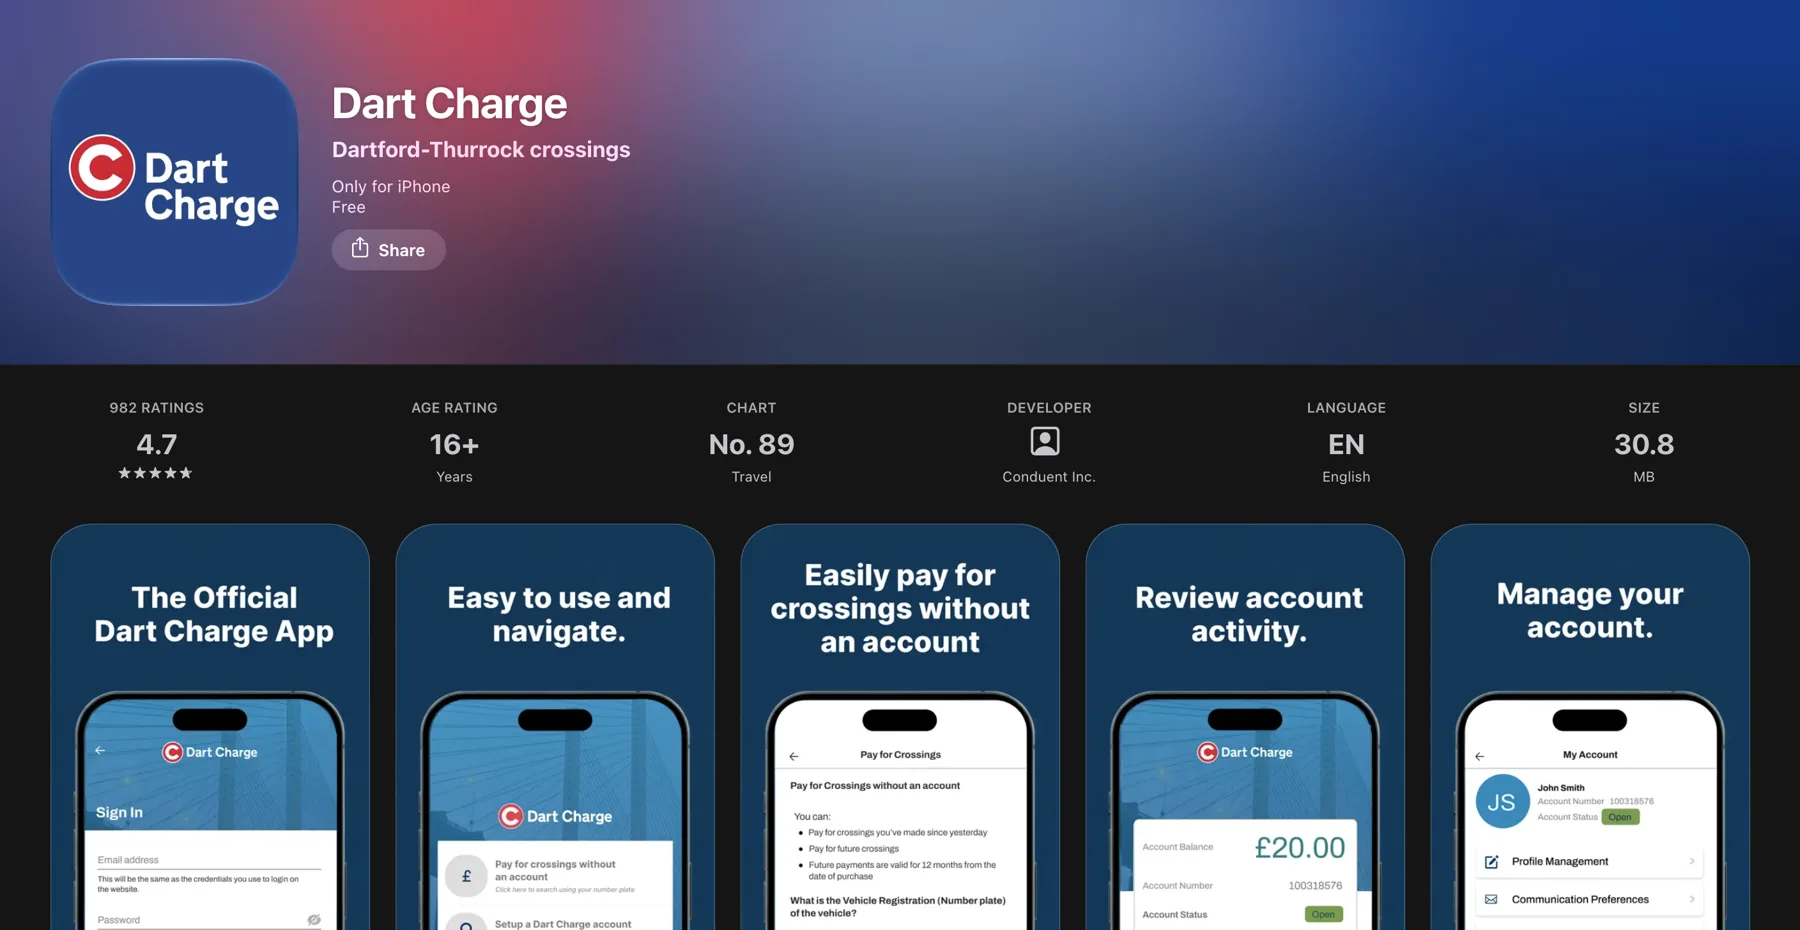 Dart
Charge
Dart Charge
Dartford-Thurrock crossings
Only for iPhone
Free
Share
982 RATINGS
4.7
AGE RATING
16+
Years
CHART
No. 89
Travel
DEVELOPER
Conduent Inc.
LANGUAGE
EN
English
SIZE
30.8
MB
The Official
Dart Charge App
Dart Charge
Sign In
Email address
This will be the same as the credentials you use to login on
the website.
Password
Easy to use and
navigate.
Dart Charge
£
Pay for crossings without
an account
Click here to search using your number plate
Setup a Dart Charge account
Easily pay for
crossings without
an account
Pay for Crossings
Pay for Crossings without an account
You can:
• Pay for crossings you've made since yesterday
• Pay for future crossings
• Future payments are valid for 12 months from the
date of purchase
What is the Vehicle Registration (Number plate)
of the vehicle?
Review account
activity.
Dart Charge
Account Balance £20.00
Account Number 100318576
Account Status Open
Manage your
account.
My Account
JS
John Smith
Account Number 100318576
Account Status Open
Profile Management
Communication Preferences